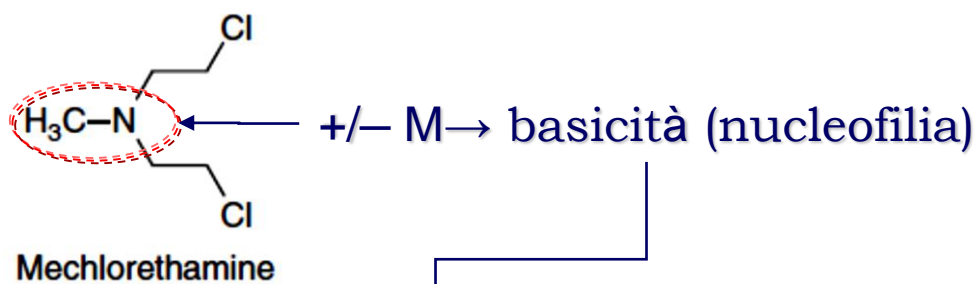 Cl
H₃C–N
+/– M→ basicità (nucleofilia)
Cl
Mechlorethamine